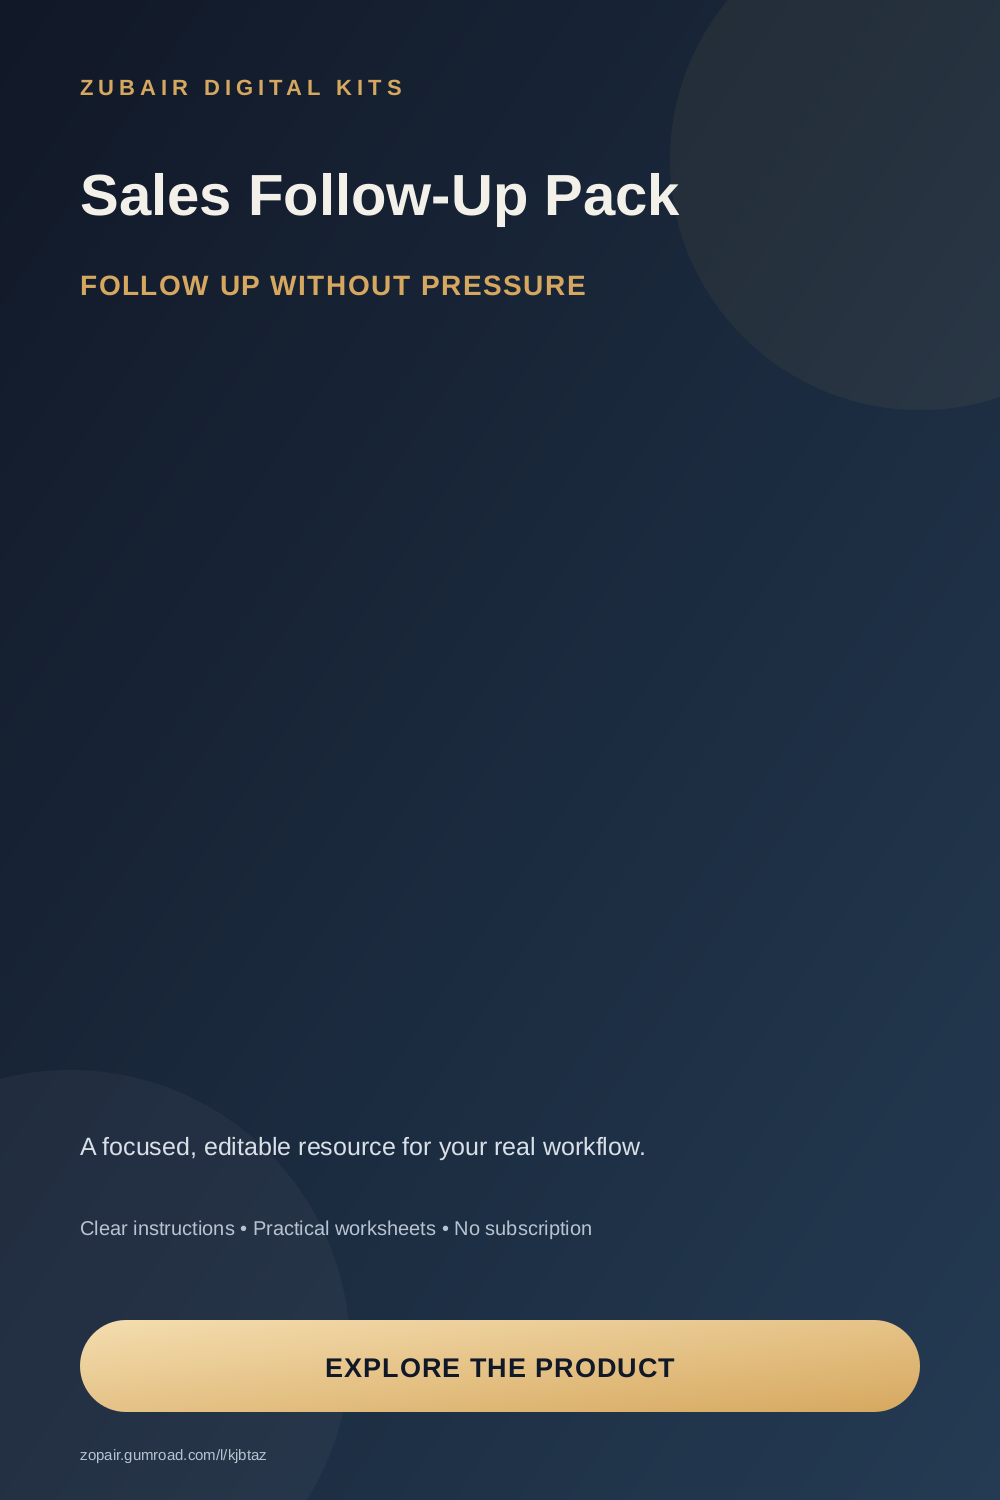 ZUBAIR DIGITAL KITS
Sales Follow-Up Pack
FOLLOW UP WITHOUT PRESSURE
A focused, editable resource for your real workflow.
Clear instructions • Practical worksheets • No subscription
EXPLORE THE PRODUCT
zopair.gumroad.com/l/kjbtaz